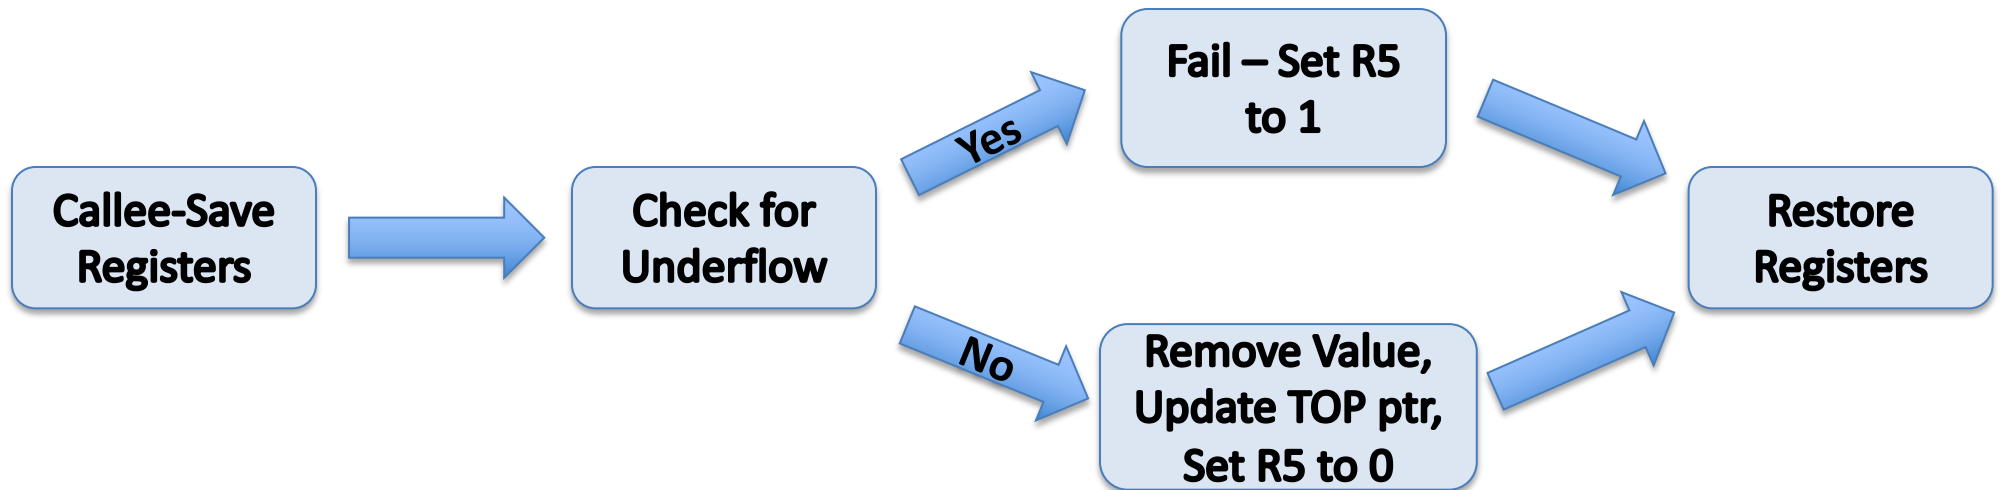 Callee-Save
Registers
Check for
Underflow
Yes
No
Fail – Set R5
to 1
Remove Value,
Update TOP ptr,
Set R5 to 0
Restore
Registers